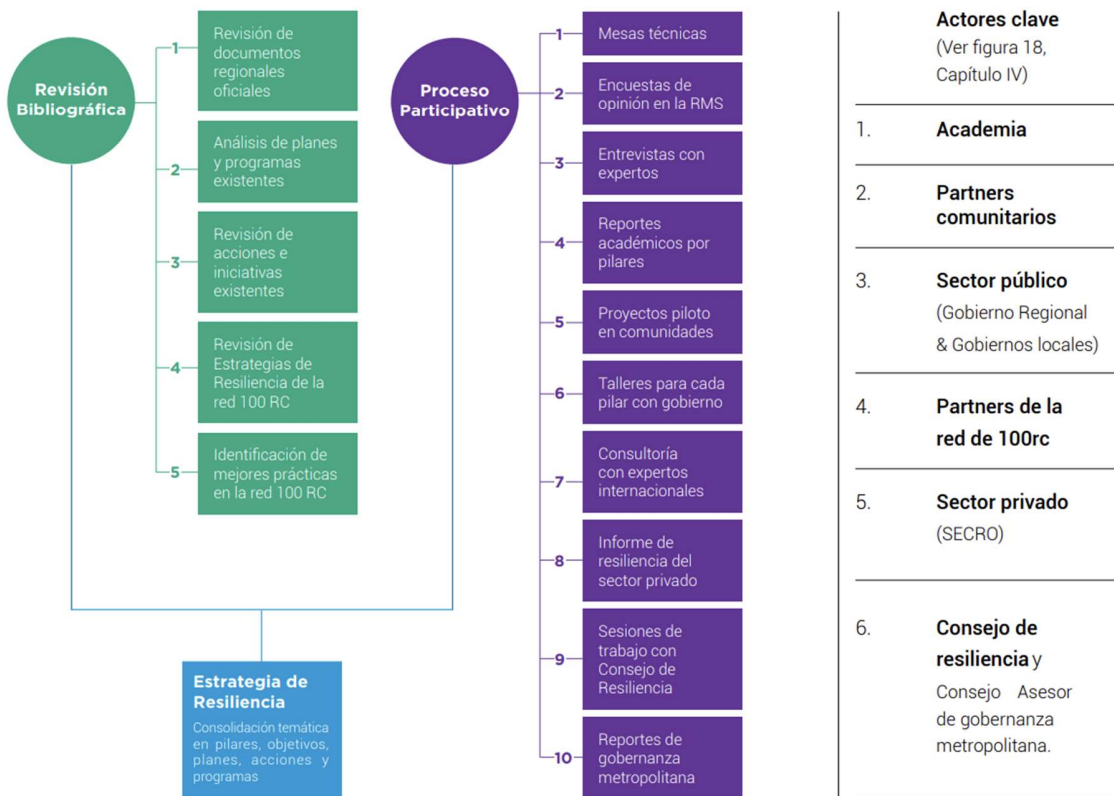 Revisión
Bibliográfica
1
Revisión de
documentos
regionales
oficiales
2
Análisis de planes
y programas
existentes
3
Revisión de
acciones e
iniciativas
existentes
4
Revisión de
Estrategias de
Resiliencia de la
red 100 RC
5
Identificación de
mejores prácticas
en la red 100 RC
Proceso
Participativo
1
Mesas técnicas
2
Encuestas de
opinión en la RMS
3
Entrevistas con
expertos
4
Reportes
académicos por
pilares
5
Proyectos piloto
en comunidades
6
Talleres para cada
pilar con gobierno
7
Consultoría
con expertos
internacionales
8
Informe de
resiliencia del
sector privado
9
Sesiones de
trabajo con
Consejo de
Resiliencia
10
Reportes de
gobernanza
metropolitana
Estrategia de
Resiliencia
Consolidación temática
en pilares, objetivos,
planes, acciones y
programas
Actores clave
(Ver figura 18,
Capítulo IV)
1. Academia
2. Partners
comunitarios
3. Sector público
(Gobierno Regional
& Gobiernos locales)
4. Partners de la
red de 100rc
5. Sector privado
(SECRO)
6. Consejo de
resiliencia y
Consejo Asesor
de gobernanza
metropolitana.